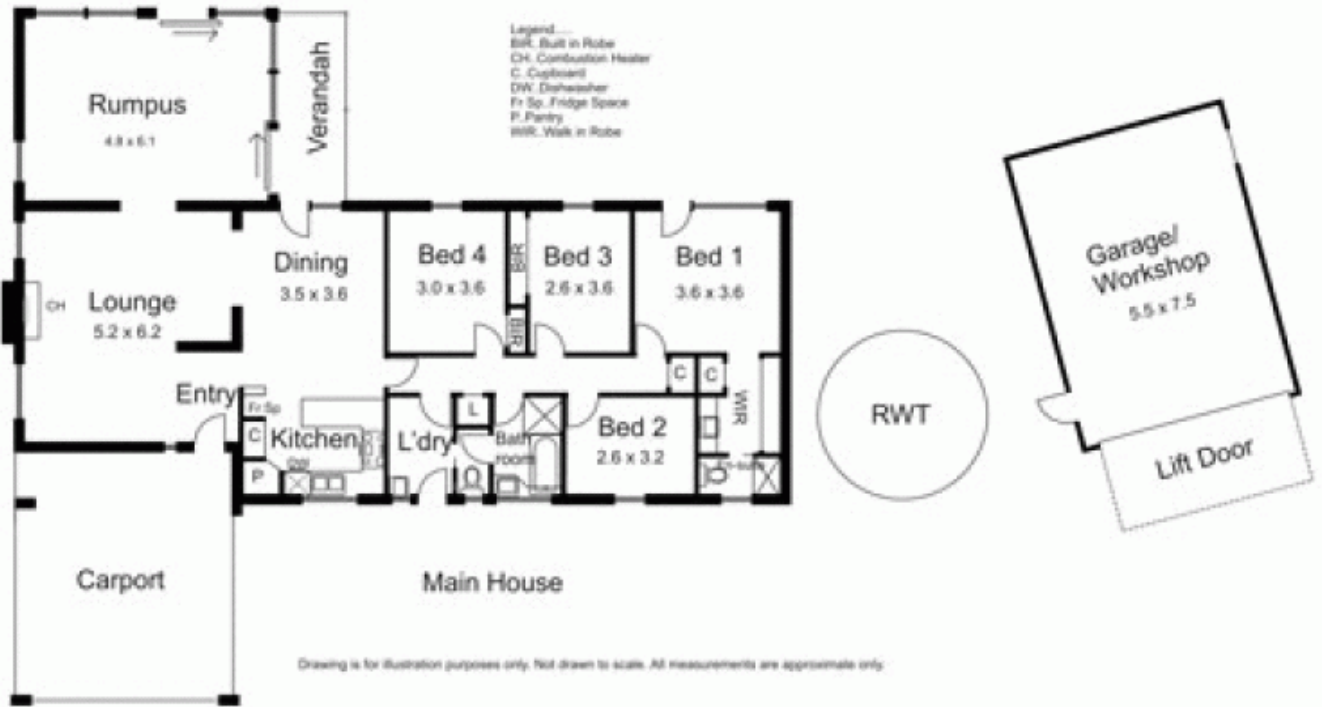 Legend....
BIR..Built in Robe
CH..Combustion Heater
C..Cupboard
DW..Dishwasher
Fr Sp..Fridge Space
P..Pantry
WIR..Walk in Robe
Rumpus
4.8 x 6.1
Verandah
Lounge
5.2 x 6.2
CH
Dining
3.5 x 3.6
Bed 4
3.0 x 3.6
BIR
BIR
Bed 3
2.6 x 3.6
Bed 1
3.6 x 3.6
Entry
Fr Sp
C
P
Kitchen
DW
L'dry
L
Bath
room
Bed 2
2.6 x 3.2
C
C
WIR
RWT
Garage/
Workshop
5.5 x 7.5
Lift Door
Carport
Main House
Drawing is for illustration purposes only. Not drawn to scale. All measurements are approximate only.